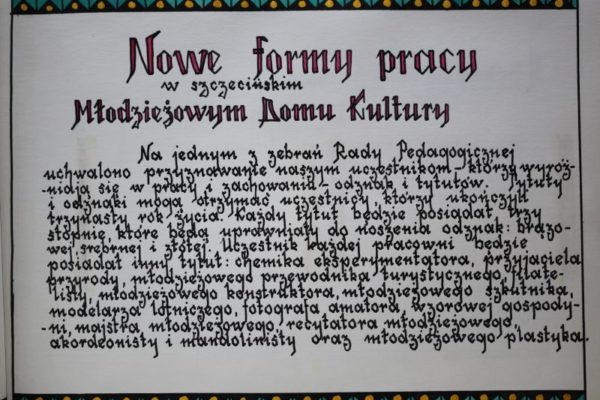 Nowe formy pracy
w szczecińskim
Młodzieżowym Domu Kultury
Na jednym z zebrań Rady Pedagogicznej
uchwalono przyznawanie naszym uczestnikom – którzy wyróż-
-niają się w pracy i zachowaniu – odznak i tytułów. Tytuły
i odznaki mogą otrzymać uczestnicy, którzy ukończyli
trzynasty rok życia. Każdy tytuł będzie posiadał trzy
stopnie, które będą uprawniały do noszenia odznak: brązo-
wej, srebrnej i złotej. Uczestnik każdej pracowni będzie
posiadał inny tytuł: chemika eksperymentatora, przyjaciela
przyrody, młodzieżowego przewodnika turystycznego, filate-
-listy, młodzieżowego konstruktora, młodzieżowego szkutnika,
modelarza lotniczego, fotografa amatora, wzorowej gospody-
-ni, majstra młodzieżowego, recytatora młodzieżowego,
akordeonisty i mandolinisty oraz młodzieżowego plastyka.